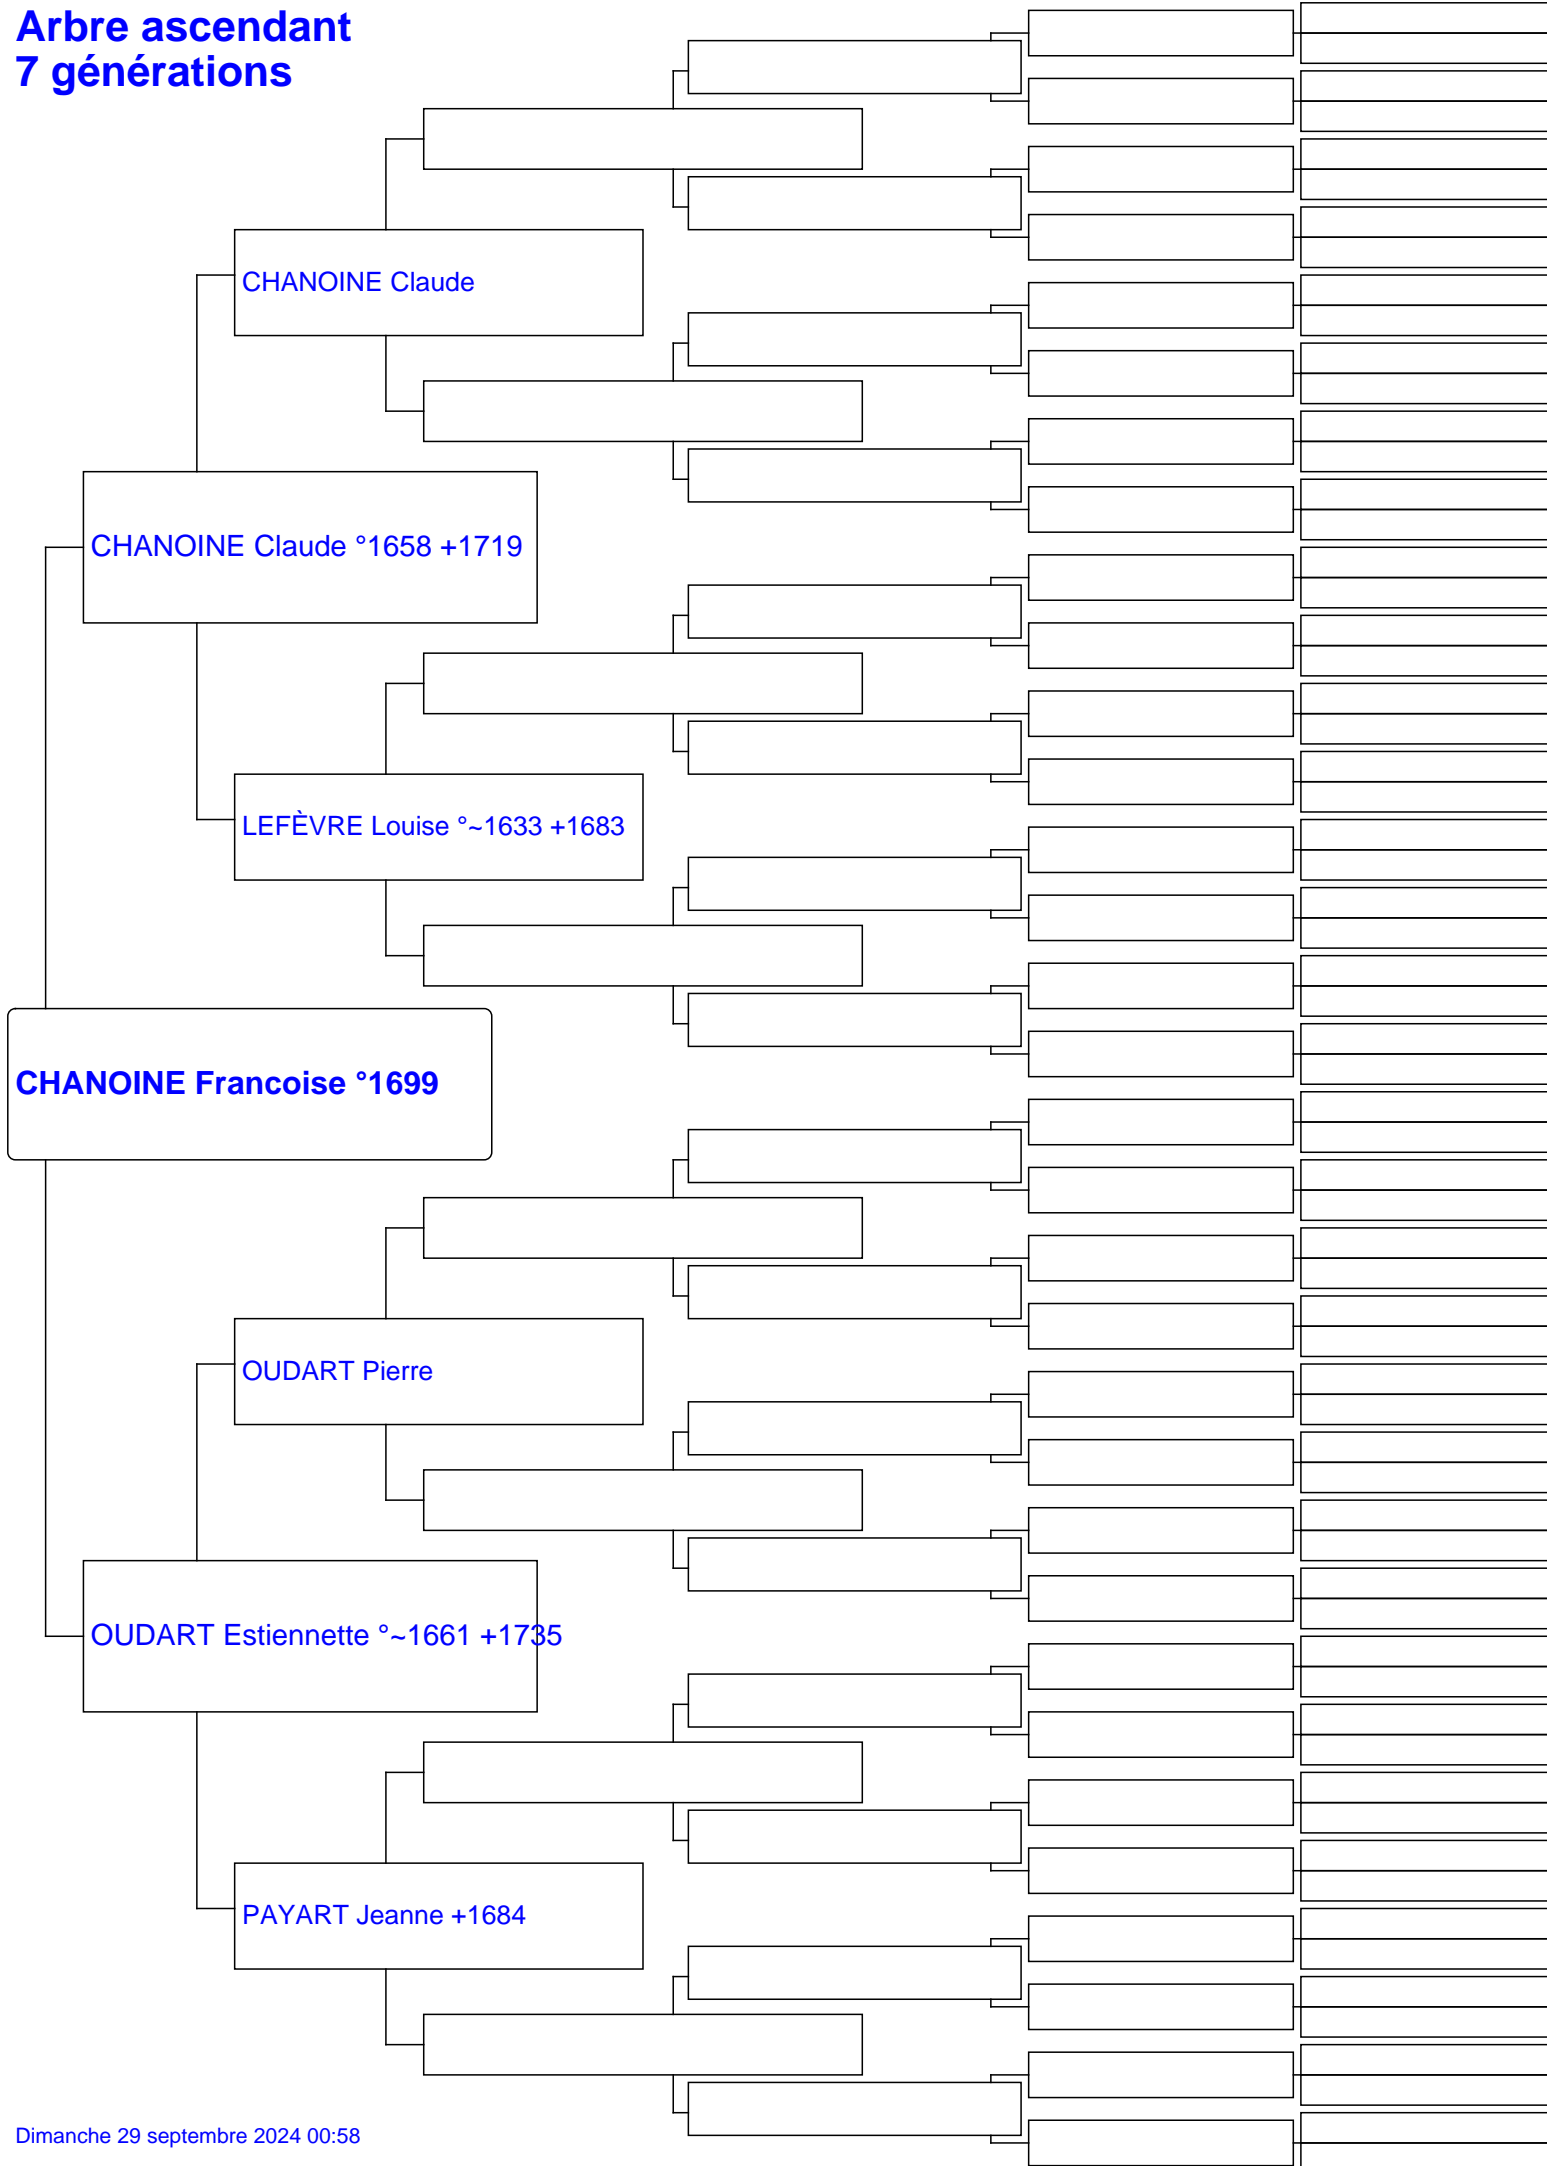 Arbre ascendant
7 générations
CHANOINE Claude
CHANOINE Claude °1658 +1719
LEFÈVRE Louise °~1633 +1683
CHANOINE Francoise °1699
OUDART Pierre
OUDART Estiennette °~1661 +1735
PAYART Jeanne +1684
Dimanche 29 septembre 2024 00:58